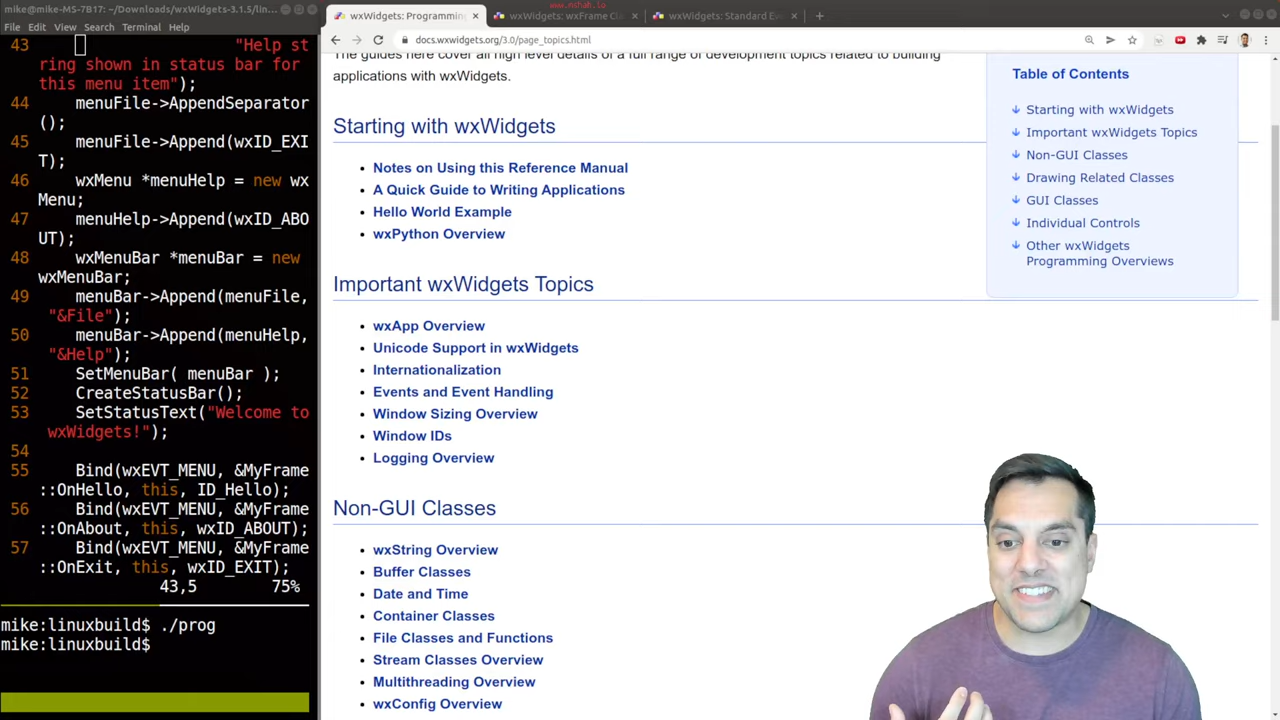 mike@mike-MS-7B17: ~/Downloads/wxWidgets-3.1.5/lin…
File Edit View Search Terminal Help
43 "Help st
ring shown in status bar for
this menu item");
44 menuFile->AppendSeparator
();
45 menuFile->Append(wxID_EXI
T);
46 wxMenu *menuHelp = new wx
Menu;
47 menuHelp->Append(wxID_ABO
UT);
48 wxMenuBar *menuBar = new
wxMenuBar;
49 menuBar->Append(menuFile,
"&File");
50 menuBar->Append(menuHelp,
"&Help");
51 SetMenuBar( menuBar );
52 CreateStatusBar();
53 SetStatusText("Welcome to
wxWidgets!");
54
55 Bind(wxEVT_MENU, &MyFrame
::OnHello, this, ID_Hello);
56 Bind(wxEVT_MENU, &MyFrame
::OnAbout, this, wxID_ABOUT);
57 Bind(wxEVT_MENU, &MyFrame
::OnExit, this, wxID_EXIT);
43,5 75%
mike:linuxbuild$ ./prog
mike:linuxbuild$
www.mshah.io
wxWidgets: Programming
wxWidgets: wxFrame Cl
wxWidgets: Standard Ev
docs.wxwidgets.org/3.0/page_topics.html
The guides here cover all high level details of a full range of development topics related to building
applications with wxWidgets.
Starting with wxWidgets
Notes on Using this Reference Manual
A Quick Guide to Writing Applications
Hello World Example
wxPython Overview
Important wxWidgets Topics
wxApp Overview
Unicode Support in wxWidgets
Internationalization
Events and Event Handling
Window Sizing Overview
Window IDs
Logging Overview
Non-GUI Classes
wxString Overview
Buffer Classes
Date and Time
Container Classes
File Classes and Functions
Stream Classes Overview
Multithreading Overview
wxConfig Overview
Table of Contents
Starting with wxWidgets
Important wxWidgets Topics
Non-GUI Classes
Drawing Related Classes
GUI Classes
Individual Controls
Other wxWidgets
Programming Overviews